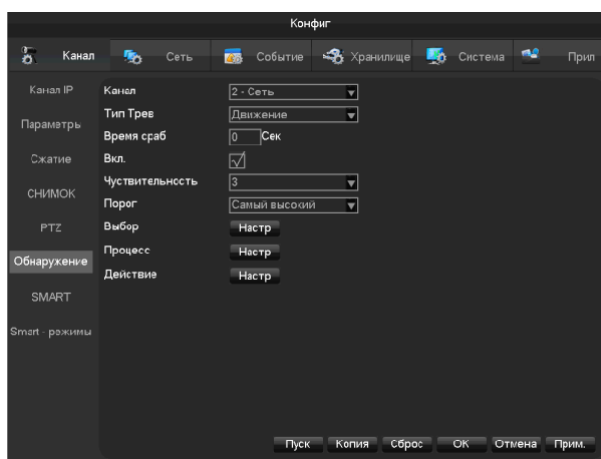 Конфиг
Канал Сеть Событие Хранилище Система Прил
Канал IP
Параметры
Сжатие
СНИМОК
PTZ
Обнаружение
SMART
Smart - режимы
Канал 2 - Сеть
Тип Трев Движение
Время сраб 0 Сек
Вкл. √
Чуствительность 3
Порог Самый высокий
Выбор Настр
Процесс Настр
Действие Настр
Пуск Копия Сброс OK Отмена Прим.